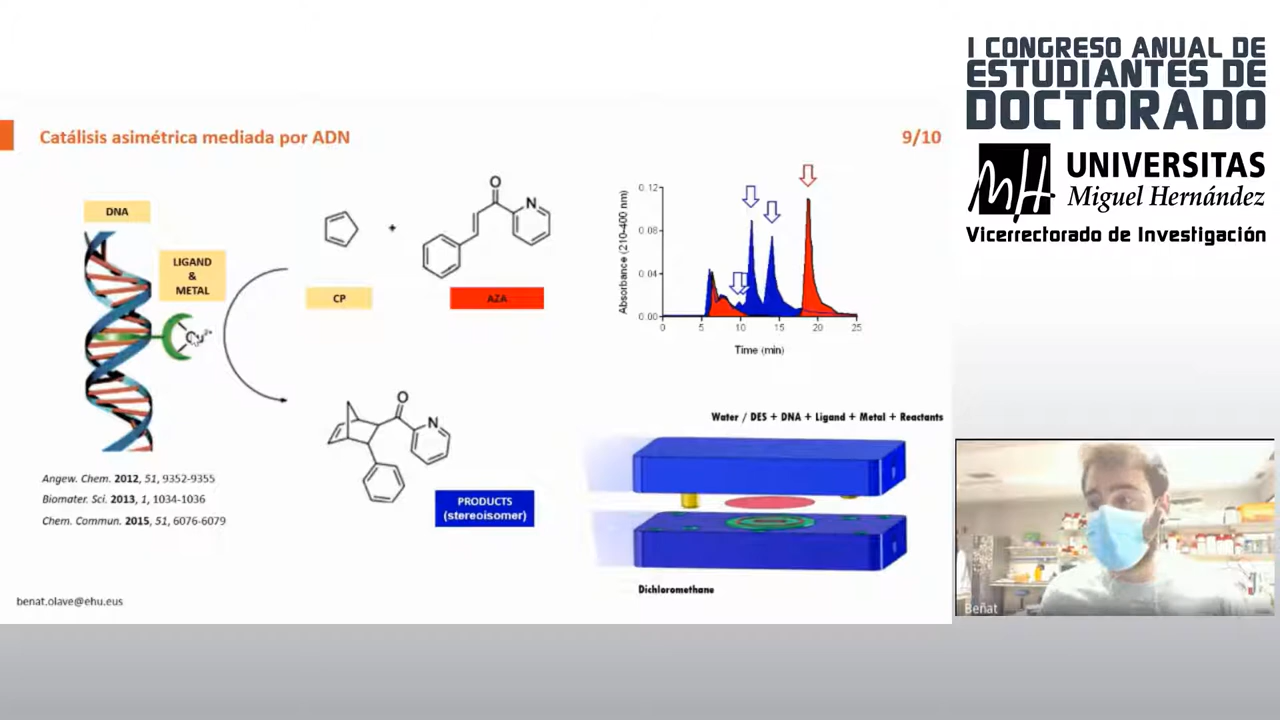 I CONGRESO ANUAL DE
ESTUDIANTES DE
DOCTORADO
UNIVERSITAS
Miguel Hernández
Vicerrectorado de Investigación
Catálisis asimétrica mediada por ADN
9/10
DNA
LIGAND
&
METAL
Cu2+
O
N
+
CP
AZA
O
N
PRODUCTS
(stereoisomer)
Angew. Chem. 2012, 51, 9352-9355
Biomater. Sci. 2013, 1, 1034-1036
Chem. Commun. 2015, 51, 6076-6079
benat.olave@ehu.eus
Absorbance (210-400 nm)
0.12
0.08
0.04
0.00
0 5 10 15 20 25
Time (min)
Water / DES + DNA + Ligand + Metal + Reactants
Dichloromethane
Beñat